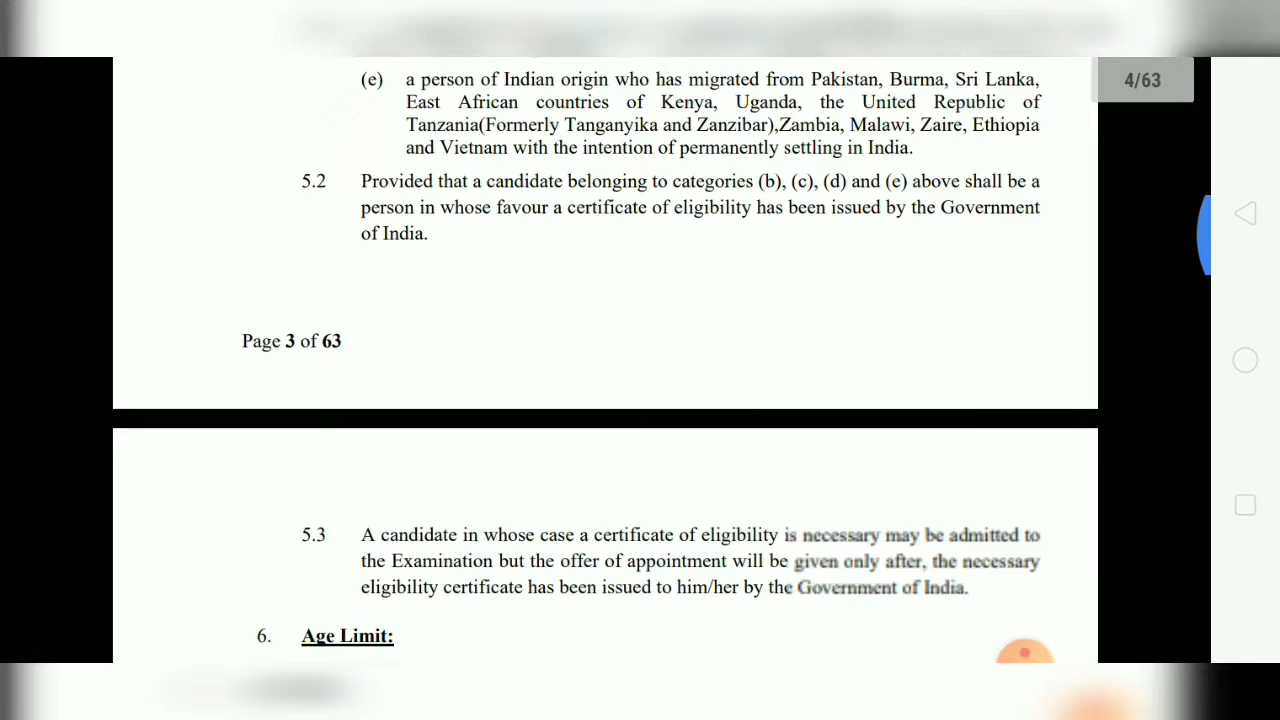 (e) a person of Indian origin who has migrated from Pakistan, Burma, Sri Lanka,
East African countries of Kenya, Uganda, the United Republic of
Tanzania(Formerly Tanganyika and Zanzibar),Zambia, Malawi, Zaire, Ethiopia
and Vietnam with the intention of permanently settling in India.
4/63
5.2 Provided that a candidate belonging to categories (b), (c), (d) and (e) above shall be a
person in whose favour a certificate of eligibility has been issued by the Government
of India.
Page 3 of 63
5.3 A candidate in whose case a certificate of eligibility is necessary may be admitted to
the Examination but the offer of appointment will be given only after, the necessary
eligibility certificate has been issued to him/her by the Government of India.
6. Age Limit: